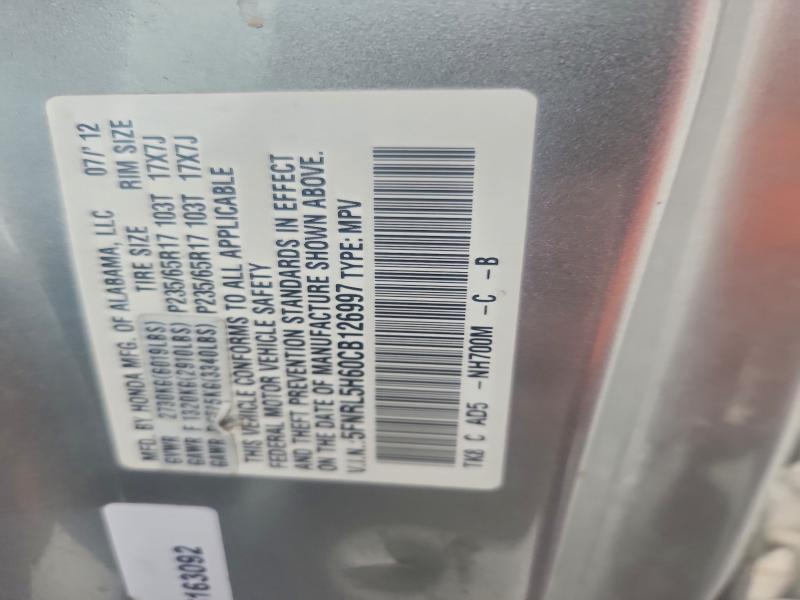 MFD. BY HONDA MFG. OF ALABAMA, LLC 07/'12
TIRE SIZE RIM SIZE
GVWR 2730KG(6019LBS)
GAWR F 1320KG(2910LBS) P235/65R17 103T 17X7J
GAWR (3340LBS) P235/65R17 103T 17X7J
THIS VEHICLE CONFORMS TO ALL APPLICABLE
FEDERAL MOTOR VEHICLE SAFETY
AND THEFT PREVENTION STANDARDS IN EFFECT
ON THE DATE OF MANUFACTURE SHOWN ABOVE.
V.I.N.:5FNRL5H60CB126997 TYPE: MPV
TK8 C AD5 -NH700M -C -B
163092